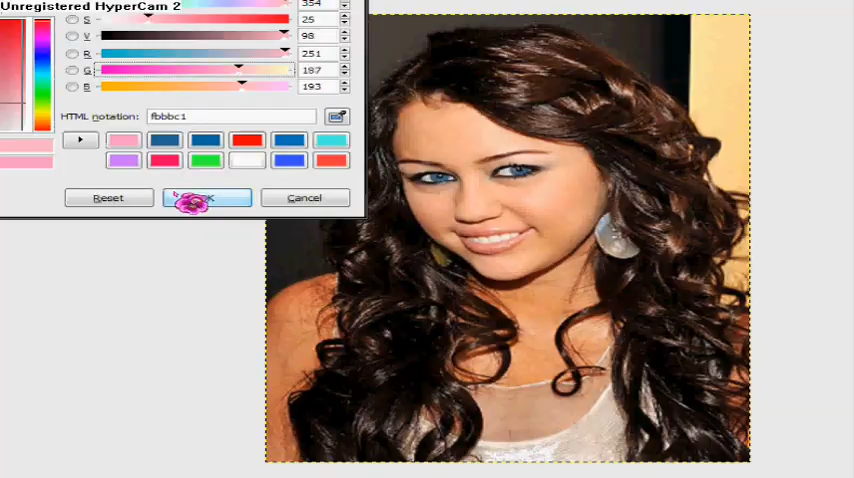 Unregistered HyperCam 2
354
S 25
V 98
R 251
G 187
B 193
HTML notation: fbbbc1
Reset
Cancel